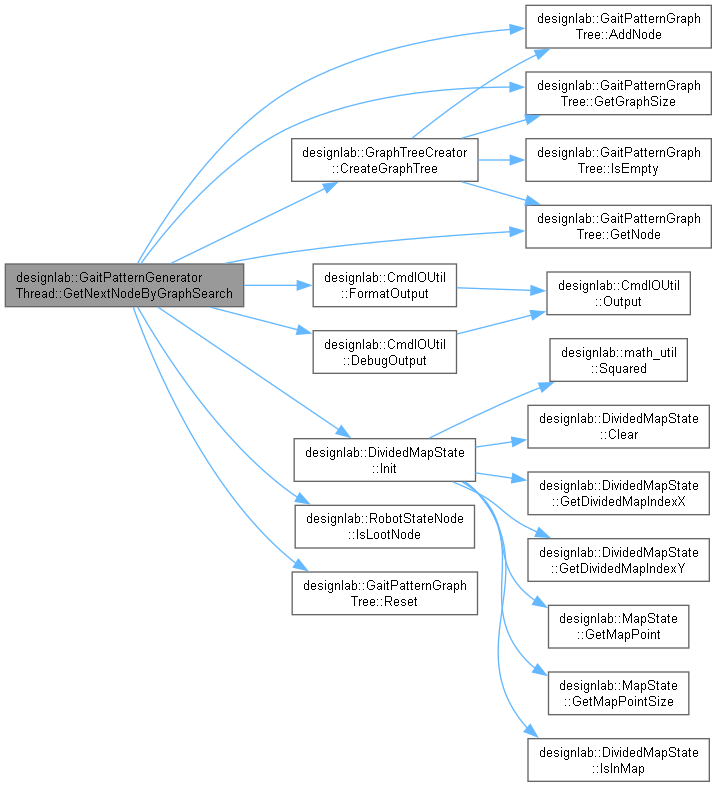 designlab::GaitPatternGenerator
Thread::GetNextNodeByGraphSearch
designlab::GraphTreeCreator
::CreateGraphTree
designlab::CmdIOUtil
::FormatOutput
designlab::CmdIOUtil
::DebugOutput
designlab::DividedMapState
::Init
designlab::RobotStateNode
::IsLootNode
designlab::GaitPatternGraph
Tree::Reset
designlab::GaitPatternGraph
Tree::AddNode
designlab::GaitPatternGraph
Tree::GetGraphSize
designlab::GaitPatternGraph
Tree::IsEmpty
designlab::GaitPatternGraph
Tree::GetNode
designlab::CmdIOUtil
::Output
designlab::math_util
::Squared
designlab::DividedMapState
::Clear
designlab::DividedMapState
::GetDividedMapIndexX
designlab::DividedMapState
::GetDividedMapIndexY
designlab::MapState
::GetMapPoint
designlab::MapState
::GetMapPointSize
designlab::DividedMapState
::IsInMap